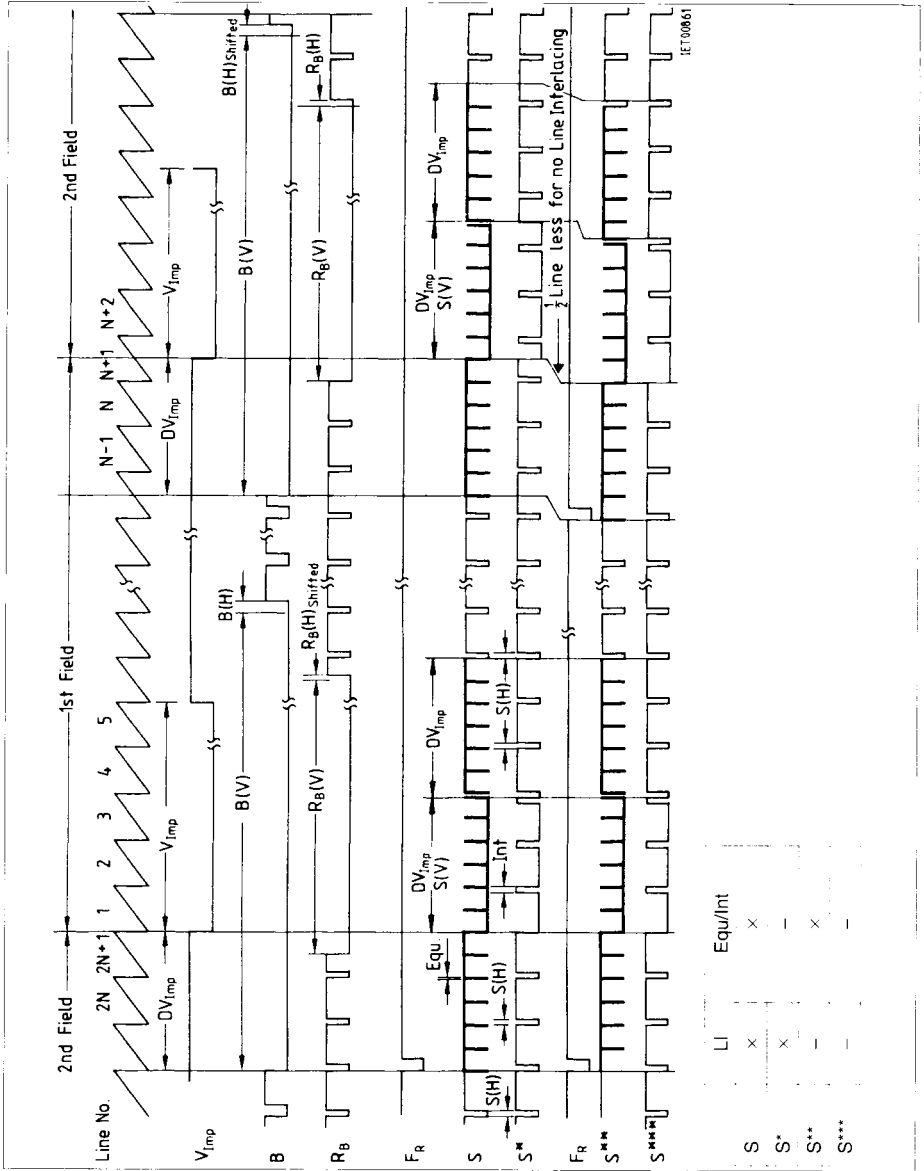 2nd Field 1st Field 2nd Field
Line No. 2N 2N+1 1 2 3 4 5 N-1 N N+1 N+2
DV_Imp V_Imp DV_Imp V_Imp
V_Imp
B(V) B(H) B(V) B(H) Shifted
B
R_B(V) R_B(H) Shifted R_B(V) R_B(H)
R_B
F_R
Equ DV_Imp S(V) DV_Imp DV_Imp S(V) DV_Imp
S
S(H) S(H) Int S(H)
S*
½ Line less for no Line Interlacing
F_R
S**
S***
IET00861
LI Equ/Int
S × ×
S* × –
S** – ×
S*** – –